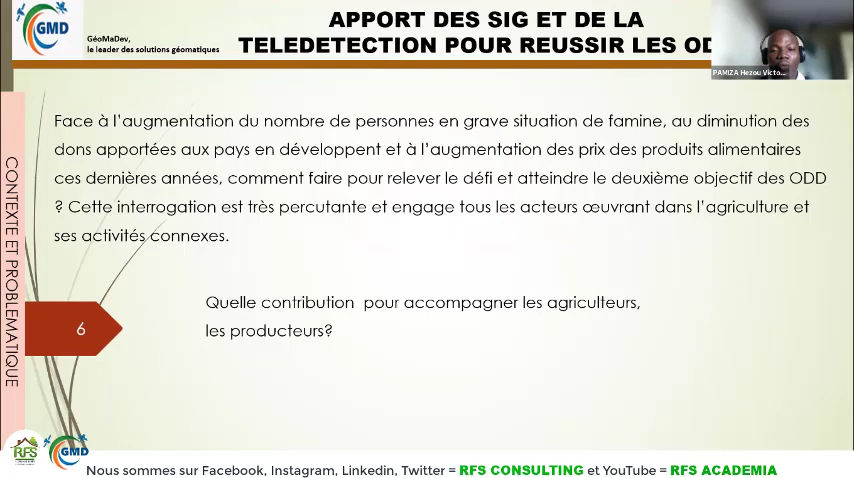 GMD
GéoMaDev,
le leader des solutions géomatiques
APPORT DES SIG ET DE LA
TELEDETECTION POUR REUSSIR LES OD
PAMIZA Hezou Victo...
CONTEXTE ET PROBLEMATIQUE
Face à l'augmentation du nombre de personnes en grave situation de famine, au diminution des
dons apportées aux pays en développent et à l'augmentation des prix des produits alimentaires
ces dernières années, comment faire pour relever le défi et atteindre le deuxième objectif des ODD
? Cette interrogation est très percutante et engage tous les acteurs œuvrant dans l'agriculture et
ses activités connexes.
Quelle contribution pour accompagner les agriculteurs,
les producteurs?
6
RFS
GMD
Nous sommes sur Facebook, Instagram, Linkedin, Twitter = RFS CONSULTING et YouTube = RFS ACADEMIA